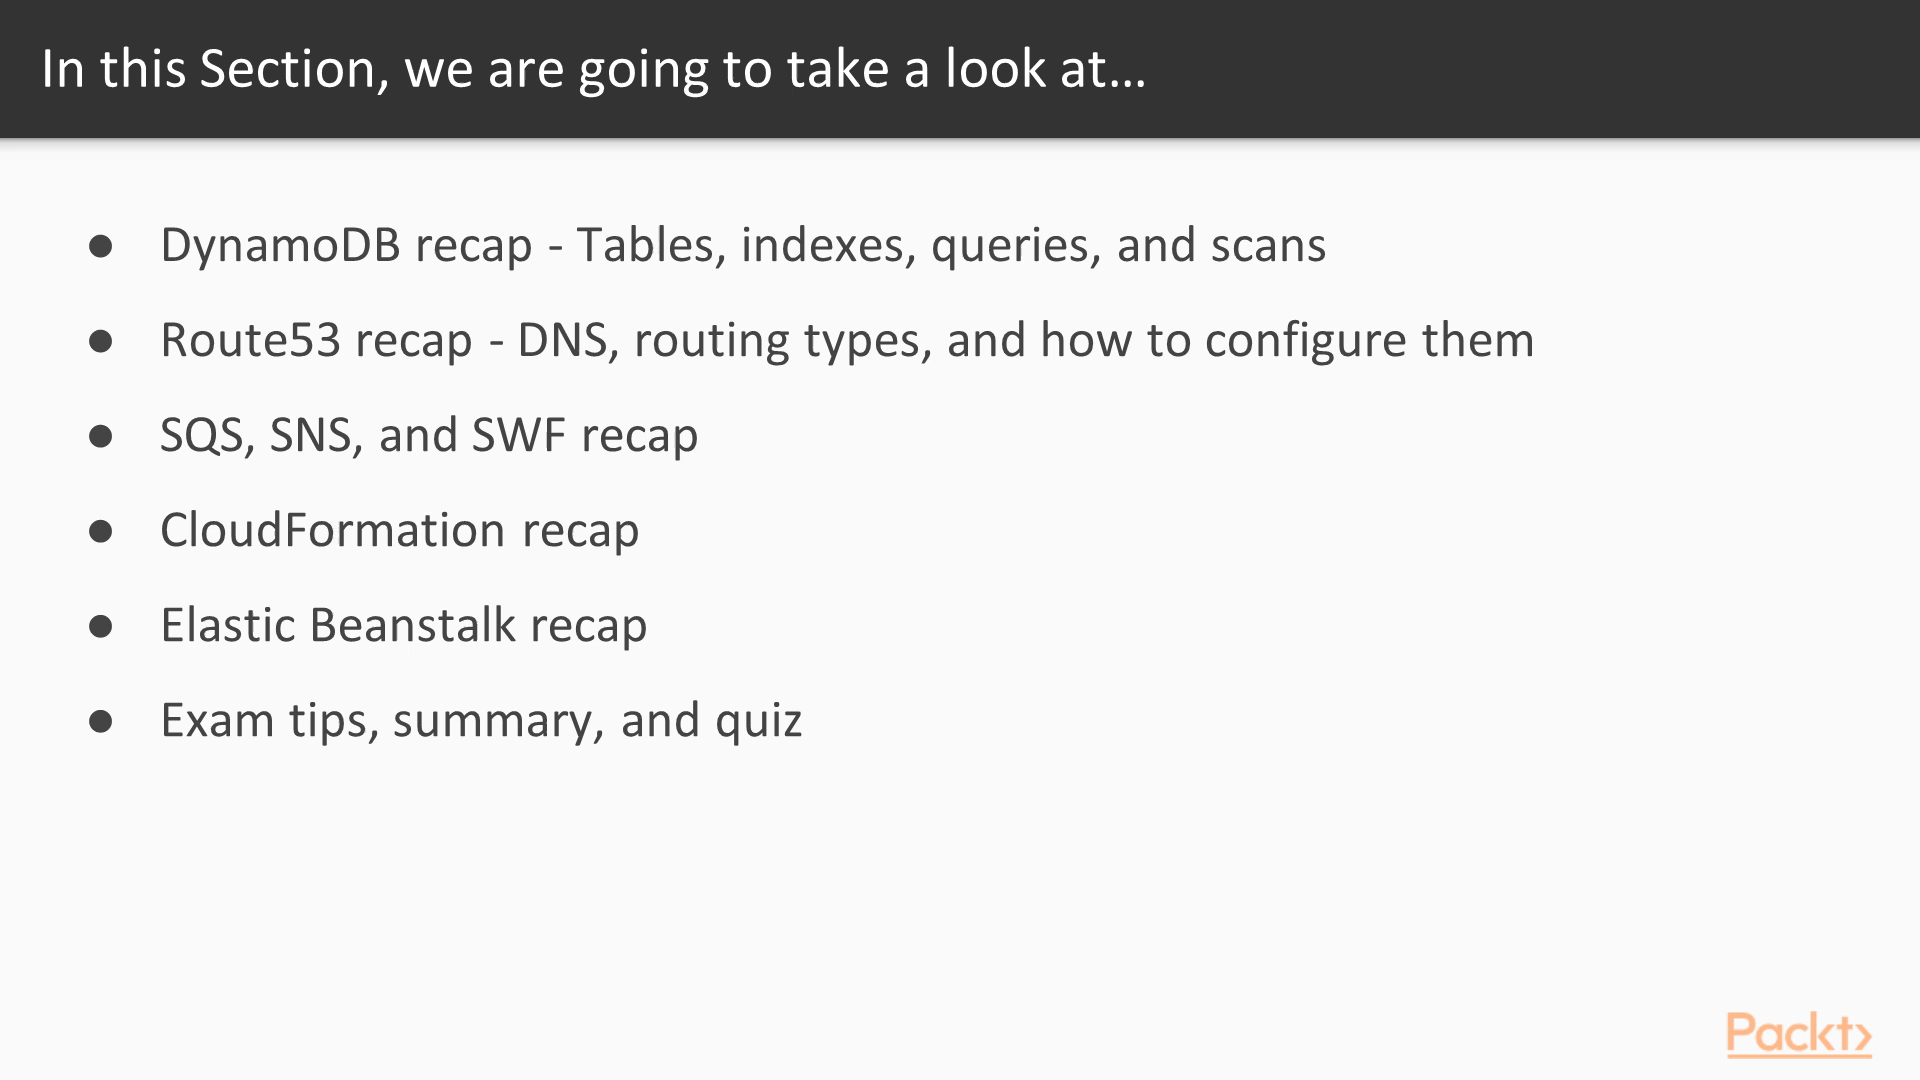 In this Section, we are going to take a look at...
● DynamoDB recap - Tables, indexes, queries, and scans
● Route53 recap - DNS, routing types, and how to configure them
● SQS, SNS, and SWF recap
● CloudFormation recap
● Elastic Beanstalk recap
● Exam tips, summary, and quiz
Packt>